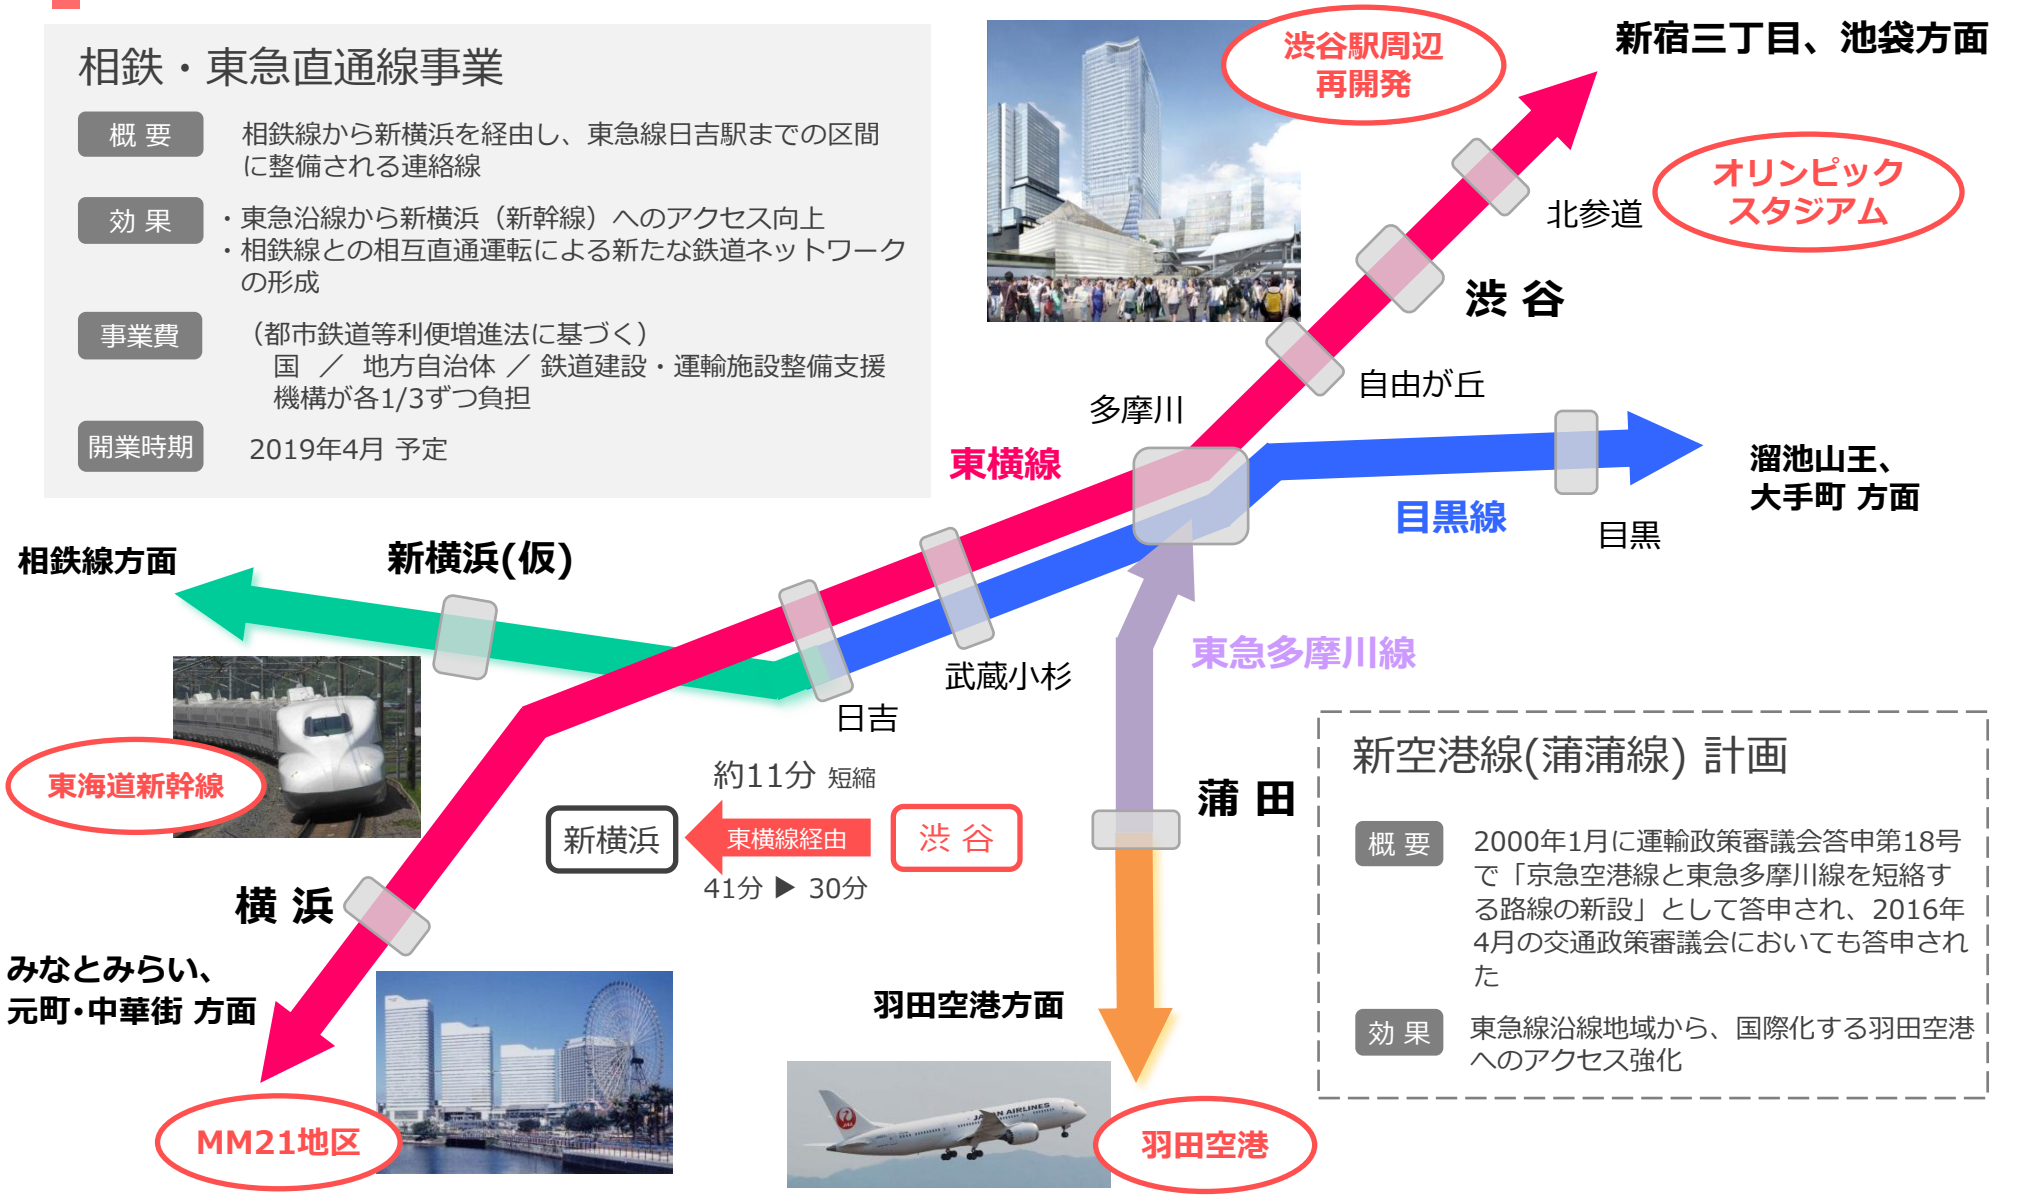 相鉄・東急直通線事業
概 要
相鉄線から新横浜を経由し、東急線日吉駅までの区間
に整備される連絡線
効 果
・東急沿線から新横浜（新幹線）へのアクセス向上
・相鉄線との相互直通運転による新たな鉄道ネットワーク
の形成
事業費
（都市鉄道等利便増進法に基づく）
国 ／ 地方自治体 ／ 鉄道建設・運輸施設整備支援
機構が各1/3ずつ負担
開業時期
2019年4月 予定
渋谷駅周辺
再開発
新宿三丁目、池袋方面
オリンピック
スタジアム
北参道
渋 谷
自由が丘
多摩川
東横線
目黒線
目黒
溜池山王、
大手町 方面
相鉄線方面
新横浜(仮)
武蔵小杉
日吉
東急多摩川線
東海道新幹線
約11分 短縮
新横浜
東横線経由
渋 谷
41分 ▶ 30分
蒲 田
横 浜
みなとみらい、
元町・中華街 方面
MM21地区
羽田空港方面
JAPAN AIRLINES
羽田空港
新空港線(蒲蒲線) 計画
概 要
2000年1月に運輸政策審議会答申第18号
で「京急空港線と東急多摩川線を短絡す
る路線の新設」として答申され、2016年
4月の交通政策審議会においても答申され
た
効 果
東急線沿線地域から、国際化する羽田空港
へのアクセス強化